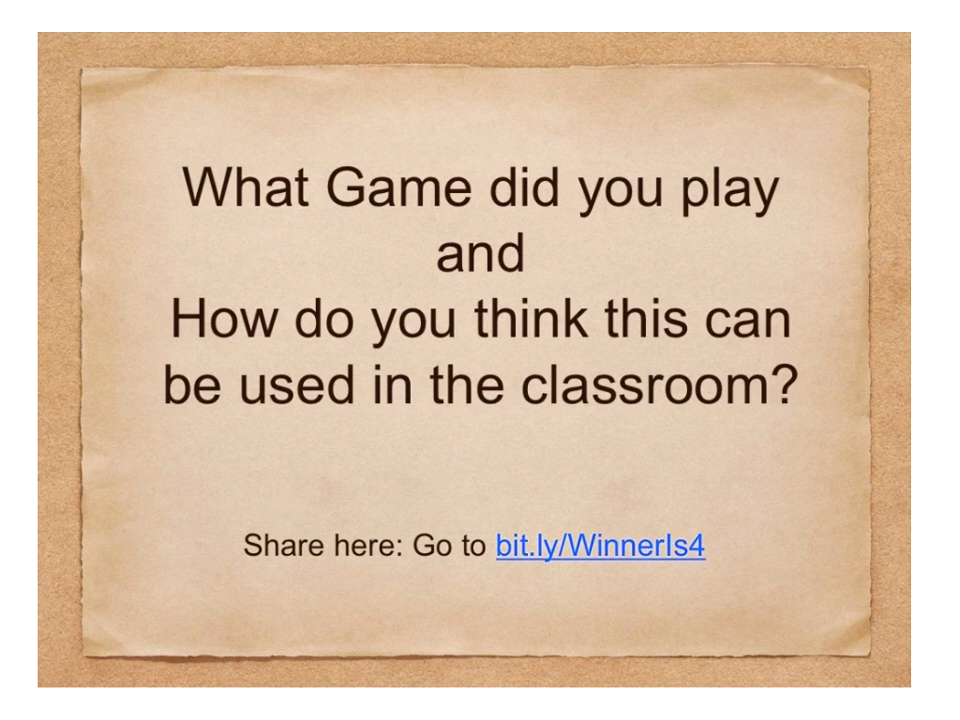 What Game did you play
and
How do you think this can
be used in the classroom?
Share here: Go to bit.ly/WinnerIs4